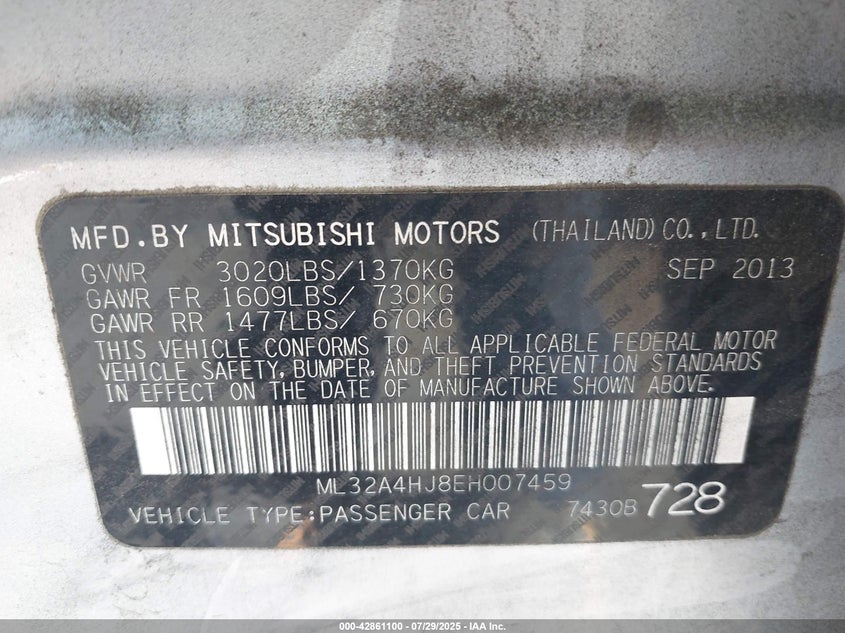 MFD.BY MITSUBISHI MOTORS (THAILAND) CO.,LTD.
GVWR 3020LBS/1370KG SEP 2013
GAWR FR 1609LBS/ 730KG
GAWR RR 1477LBS/ 670KG
THIS VEHICLE CONFORMS TO ALL APPLICABLE FEDERAL MOTOR
VEHICLE SAFETY, BUMPER, AND THEFT PREVENTION STANDARDS
IN EFFECT ON THE DATE OF MANUFACTURE SHOWN ABOVE.
ML32A4HJ8EH007459
VEHICLE TYPE:PASSENGER CAR 7430B 728
000-42861100 - 07/29/2025 - IAA Inc.